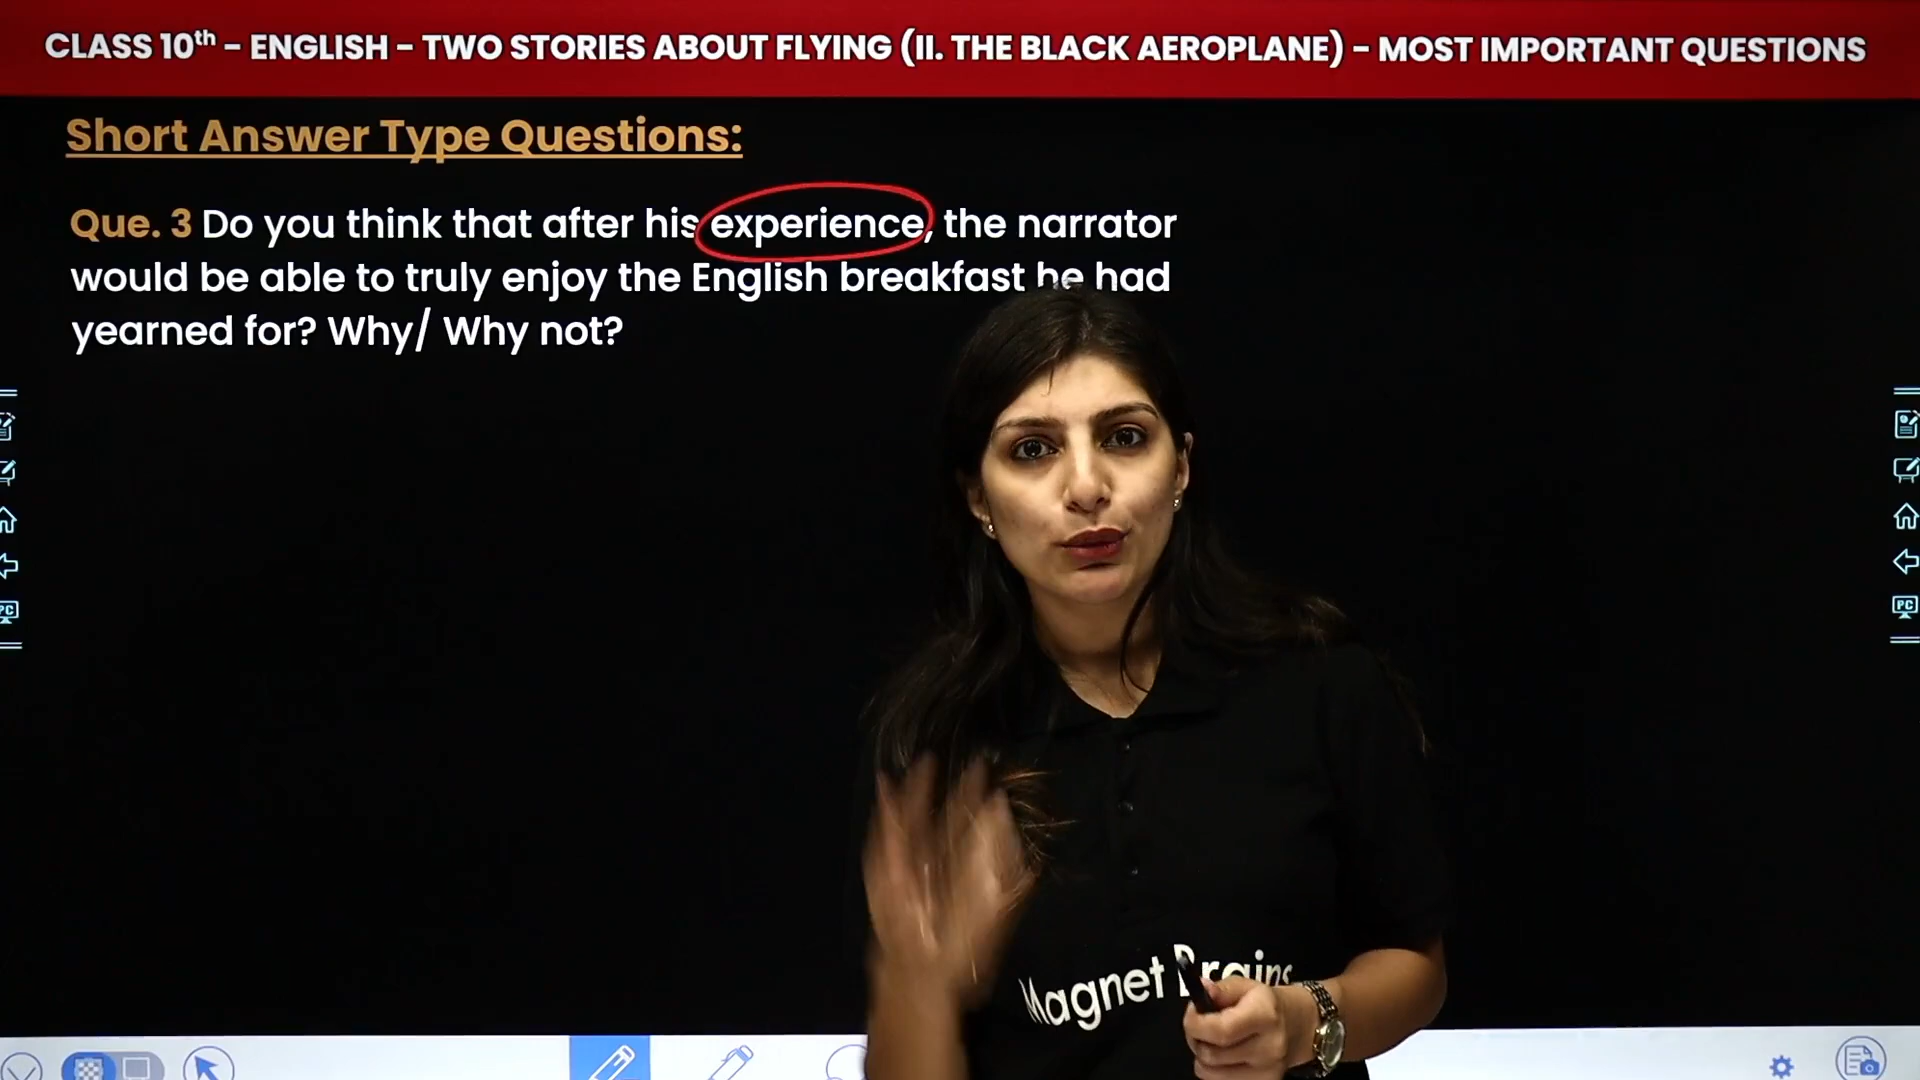 CLASS 10th - ENGLISH - TWO STORIES ABOUT FLYING (II. THE BLACK AEROPLANE) - MOST IMPORTANT QUESTIONS
Short Answer Type Questions:
Que. 3 Do you think that after his experience, the narrator
would be able to truly enjoy the English breakfast he had
yearned for? Why/ Why not?
PC
PC
Magnet Brains